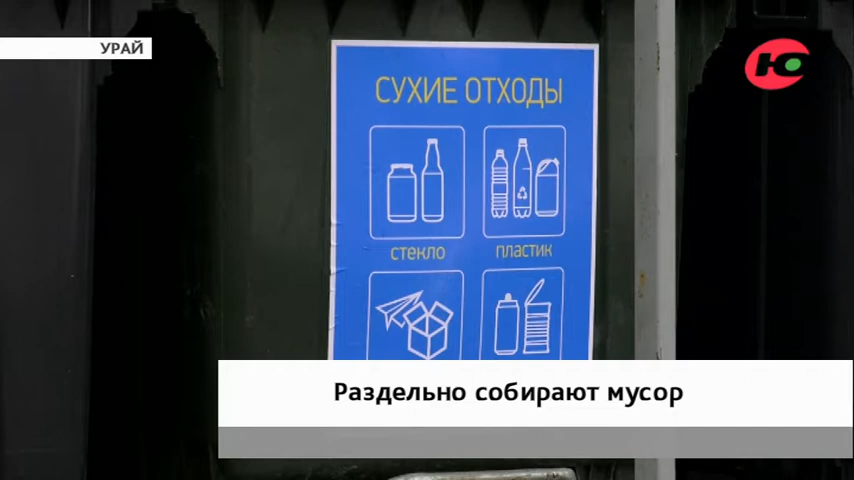 УРАЙ
Ю
СУХИЕ ОТХОДЫ
стекло
пластик
Раздельно собирают мусор